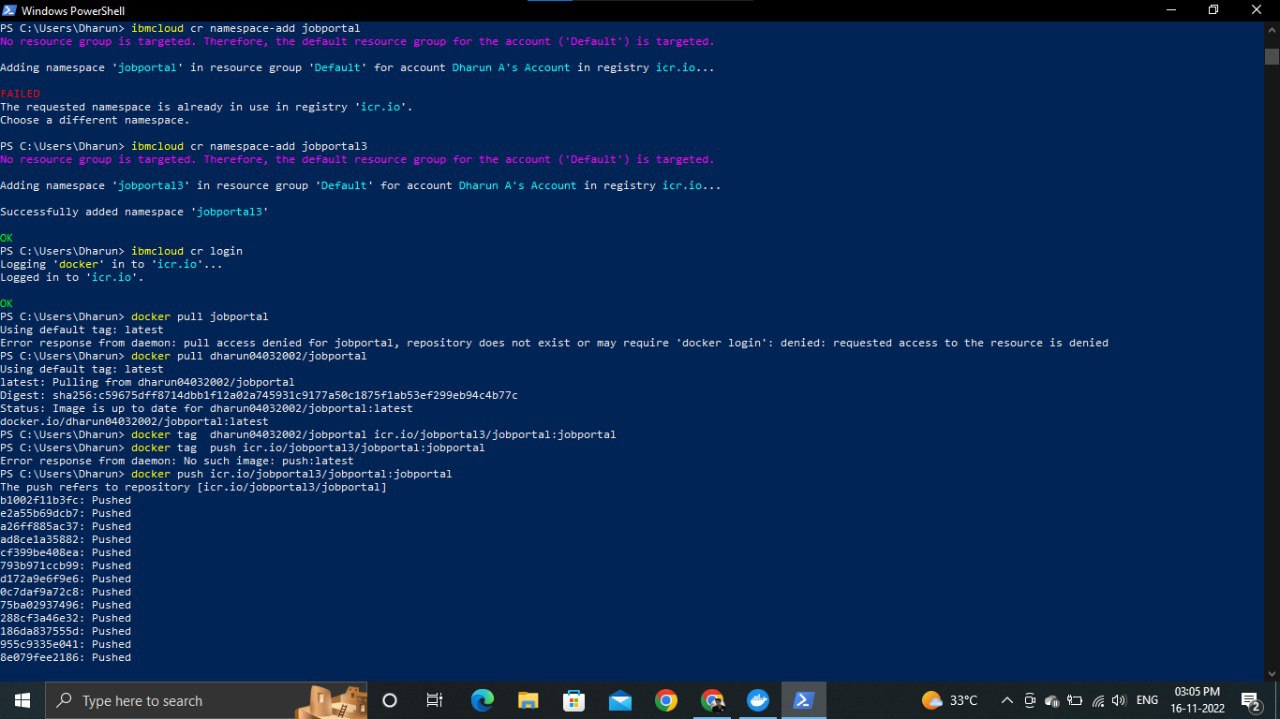 Windows PowerShell
PS C:\Users\Dharun> ibmcloud cr namespace-add jobportal
No resource group is targeted. Therefore, the default resource group for the account ('Default') is targeted.
Adding namespace 'jobportal' in resource group 'Default' for account Dharun A's Account in registry icr.io...
FAILED
The requested namespace is already in use in registry 'icr.io'.
Choose a different namespace.
PS C:\Users\Dharun> ibmcloud cr namespace-add jobportal3
No resource group is targeted. Therefore, the default resource group for the account ('Default') is targeted.
Adding namespace 'jobportal3' in resource group 'Default' for account Dharun A's Account in registry icr.io...
Successfully added namespace 'jobportal3'
OK
PS C:\Users\Dharun> ibmcloud cr login
Logging 'docker' in to 'icr.io'...
Logged in to 'icr.io'.
OK
PS C:\Users\Dharun> docker pull jobportal
Using default tag: latest
Error response from daemon: pull access denied for jobportal, repository does not exist or may require 'docker login': denied: requested access to the resource is denied
PS C:\Users\Dharun> docker pull dharun04032002/jobportal
Using default tag: latest
latest: Pulling from dharun04032002/jobportal
Digest: sha256:c59675dff8714dbb1f12a02a745931c9177a50c1875f1ab53ef299eb94c4b77c
Status: Image is up to date for dharun04032002/jobportal:latest
docker.io/dharun04032002/jobportal:latest
PS C:\Users\Dharun> docker tag  dharun04032002/jobportal icr.io/jobportal3/jobportal:jobportal
PS C:\Users\Dharun> docker tag  push icr.io/jobportal3/jobportal:jobportal
Error response from daemon: No such image: push:latest
PS C:\Users\Dharun> docker push icr.io/jobportal3/jobportal:jobportal
The push refers to repository [icr.io/jobportal3/jobportal]
b1002f11b3fc: Pushed
e2a55b69dcb7: Pushed
a26ff885ac37: Pushed
ad8ce1a35882: Pushed
cf399be408ea: Pushed
793b971ccb99: Pushed
d172a9e6f9e6: Pushed
0c7daf9a72c8: Pushed
75ba02937496: Pushed
288cf3a46e32: Pushed
186da837555d: Pushed
955c9335e041: Pushed
8e079fee2186: Pushed
Type here to search
33°C
ENG
03:05 PM
16-11-2022
2